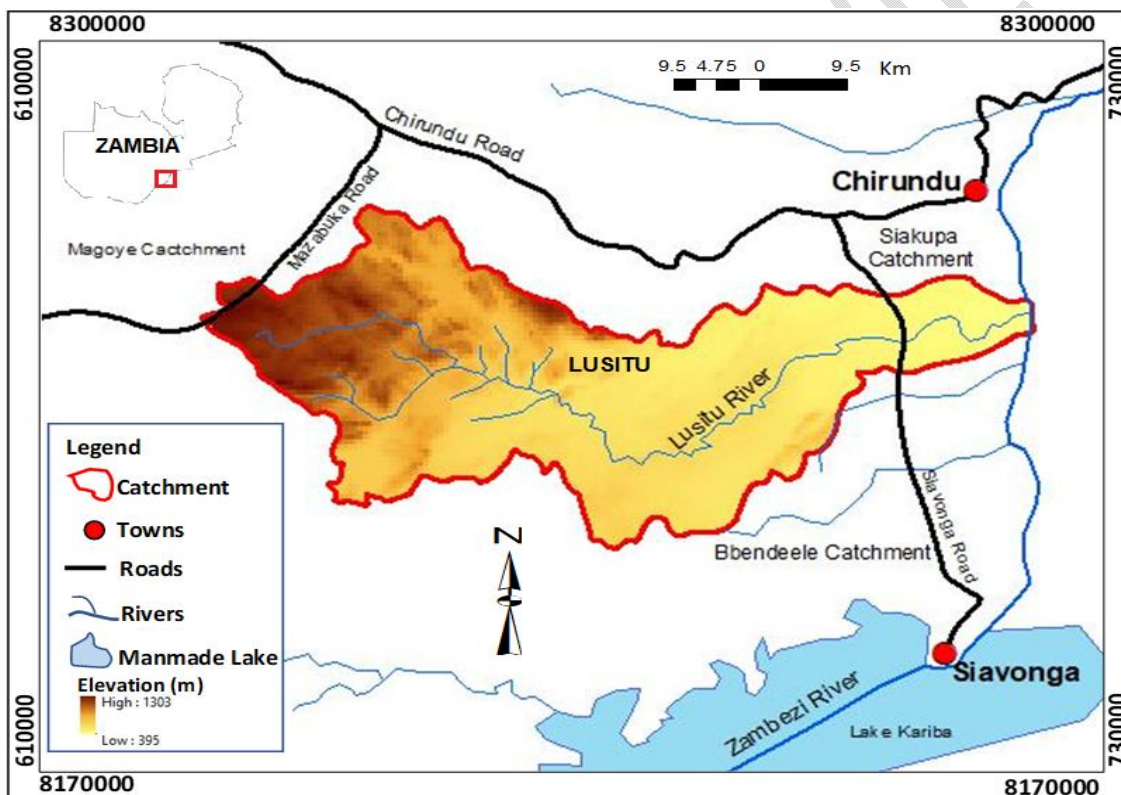 8300000
8300000
610000
730000
9.5 4.75 0 9.5 Km
ZAMBIA
Chirundu Road
Mazabuka Road
Chirundu
Magoye Cactchment
Siakupa
Catchment
LUSITU
Lusitu River
Siavonga Road
Bbendeele Catchment
N
Legend
Catchment
Towns
Roads
Rivers
Manmade Lake
Elevation (m)
High : 1303
Low : 395
Siavonga
Zambezi River
Lake Kariba
610000
730000
8170000
8170000